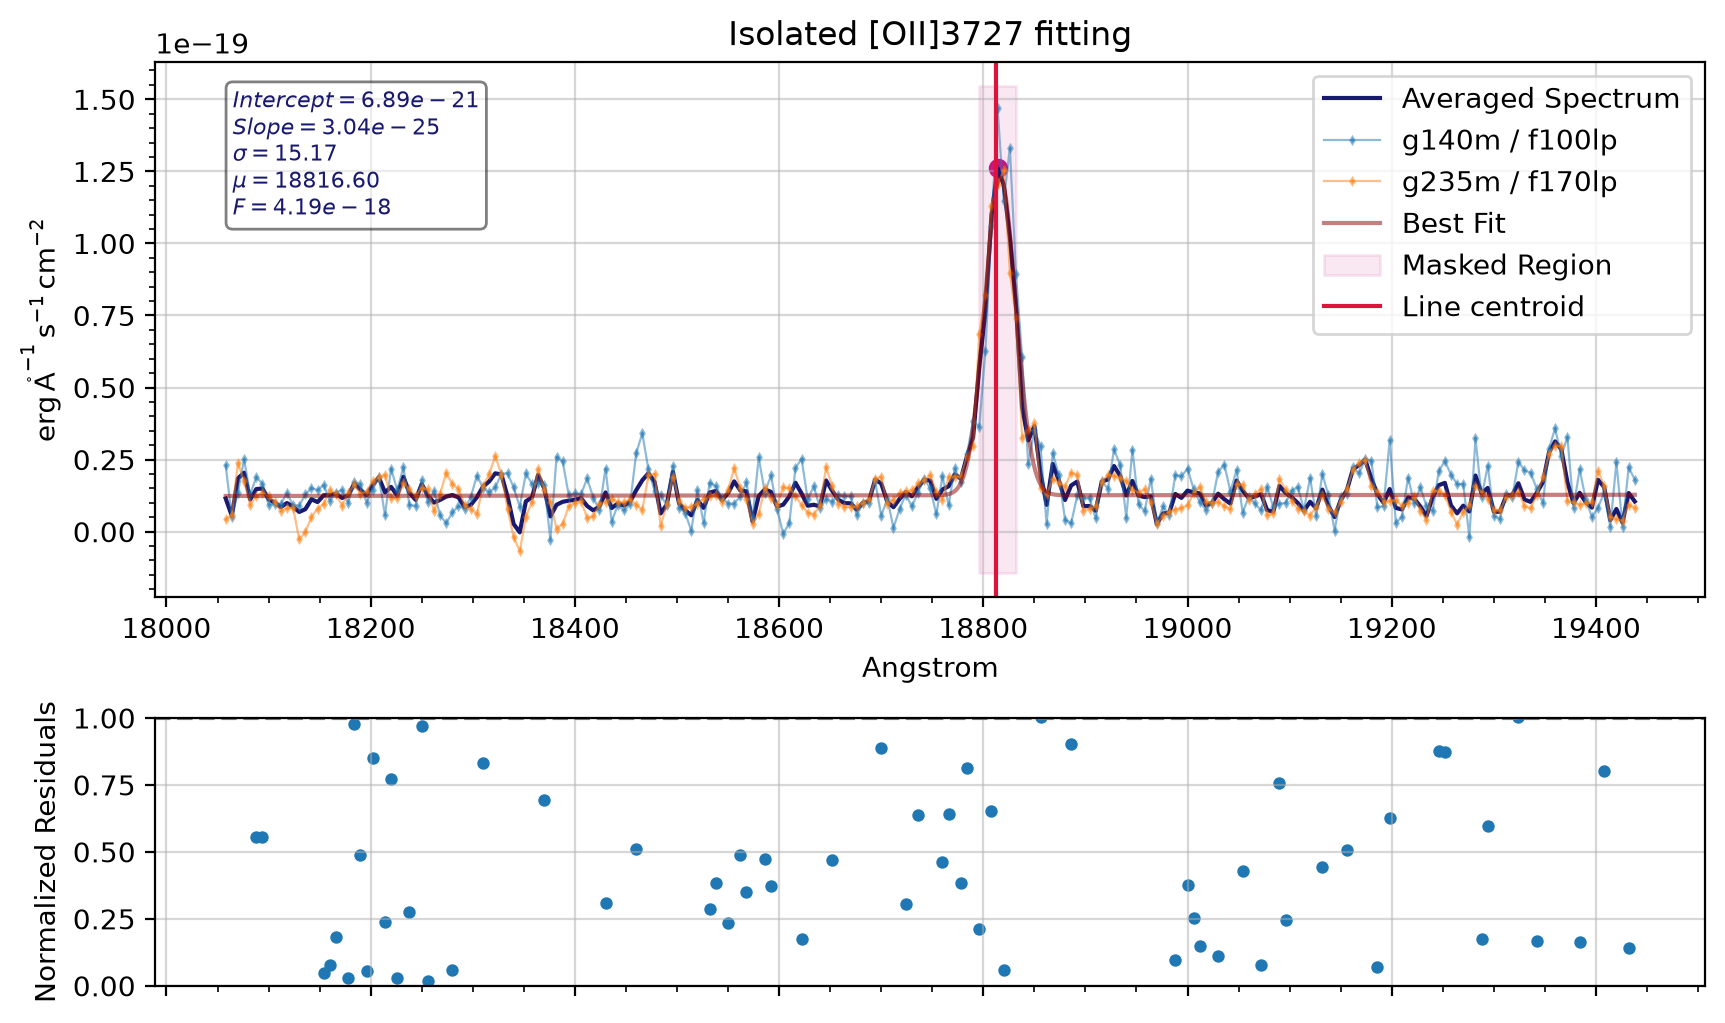 Isolated [OII]3727 fitting
1e−19
Intercept = 6.89e − 21
Slope = 3.04e − 25
σ = 15.17
μ = 18816.60
F = 4.19e − 18
Averaged Spectrum
g140m / f100lp
g235m / f170lp
Best Fit
Masked Region
Line centroid
erg Å⁻¹ s⁻¹ cm⁻²
1.50
1.25
1.00
0.75
0.50
0.25
0.00
18000 18200 18400 18600 18800 19000 19200 19400
Angstrom
Normalized Residuals
1.00
0.75
0.50
0.25
0.00